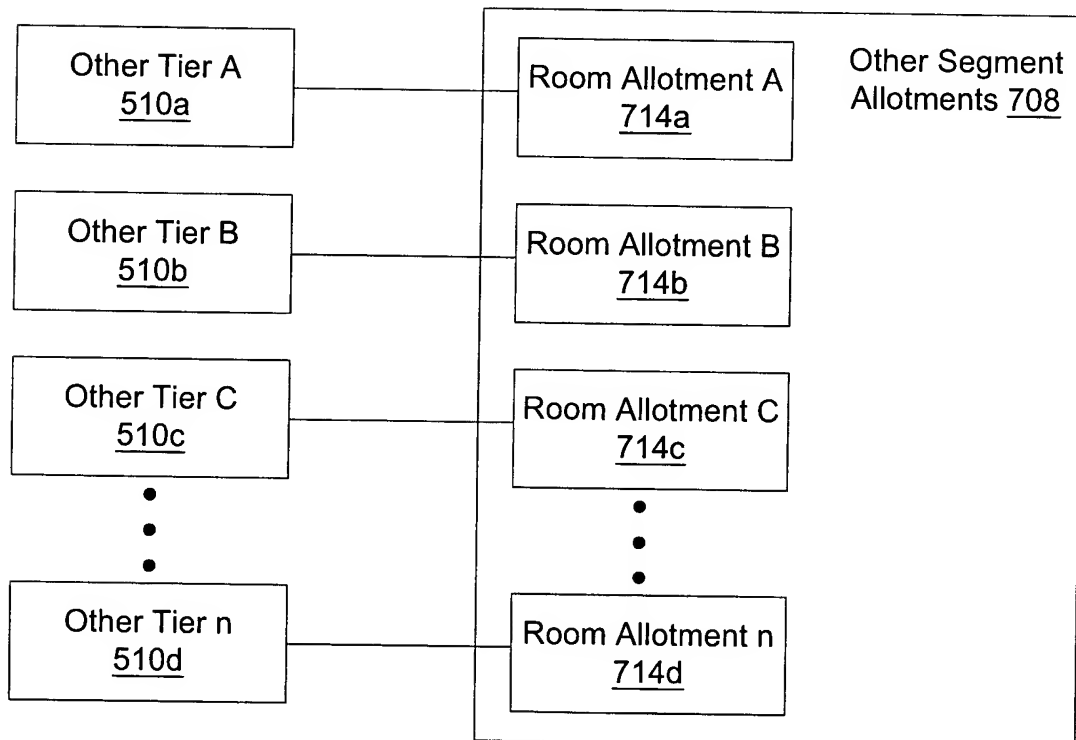 Other Tier A
510a
Room Allotment A
714a
Other Segment
Allotments 708
Other Tier B
510b
Room Allotment B
714b
Other Tier C
510c
Room Allotment C
714c
Other Tier n
510d
Room Allotment n
714d